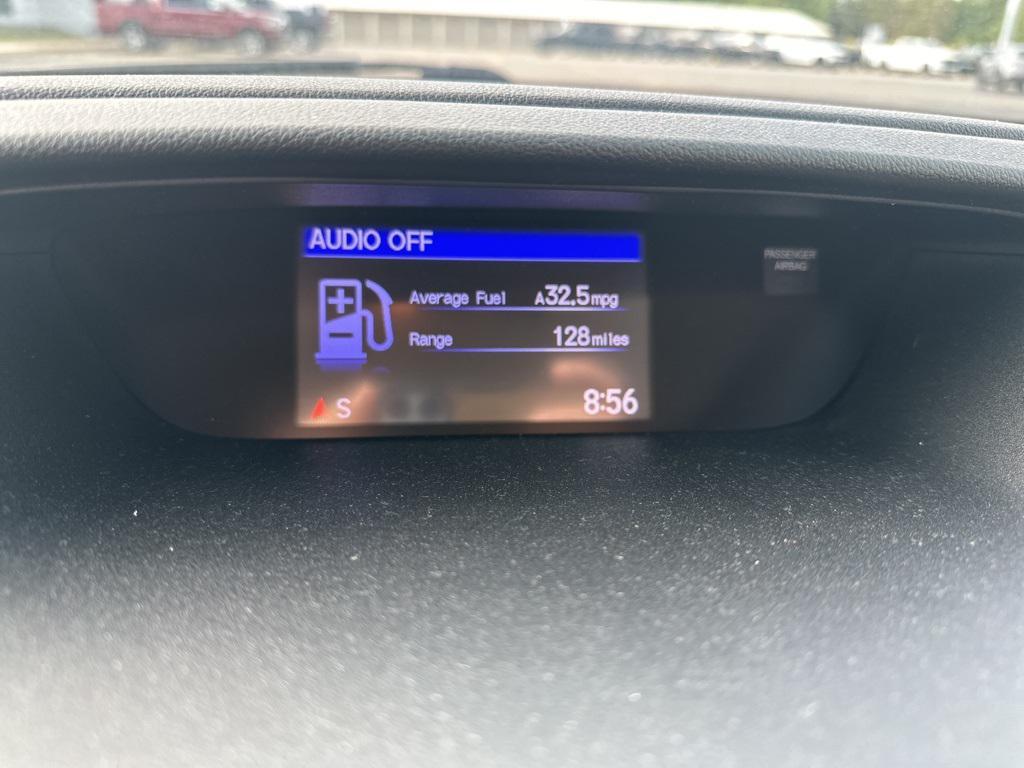 AUDIO OFF
PASSENGER
AIRBAG
Average Fuel A32.5mpg
Range 128miles
S 8:56